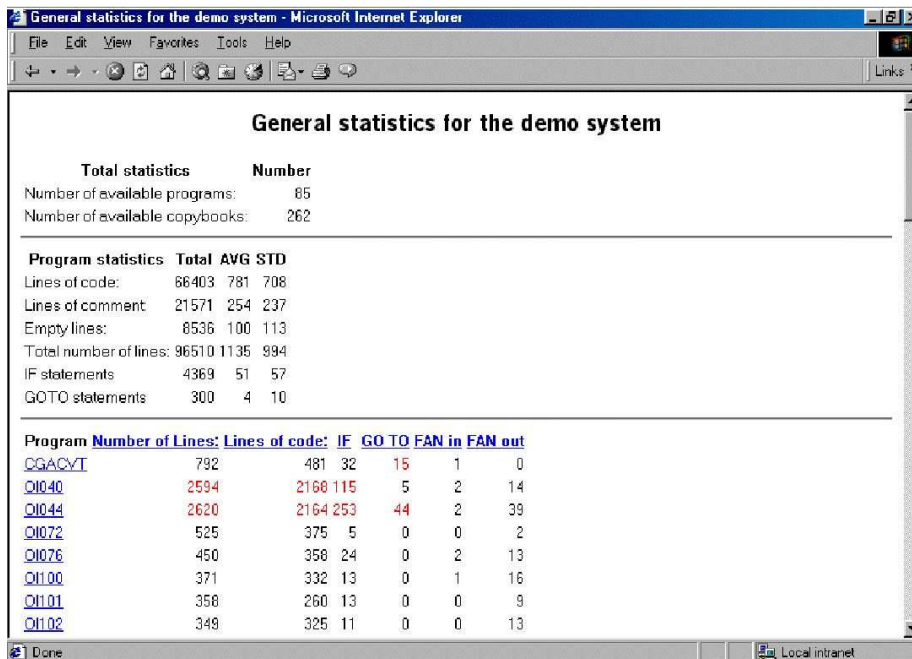 General statistics for the demo system - Microsoft Internet Explorer
File Edit View Favorites Tools Help
Links
General statistics for the demo system
Total statistics Number
Number of available programs: 85
Number of available copybooks: 262
Program statistics Total AVG STD
Lines of code: 66403 781 708
Lines of comment 21571 254 237
Empty lines: 8536 100 113
Total number of lines: 96510 1135 994
IF statements 4369 51 57
GOTO statements 300 4 10
Program Number of Lines: Lines of code: IF GO TO FAN in FAN out
CGACVT 792 481 32 15 1 0
OI040 2594 2168 115 5 2 14
OI044 2620 2164 253 44 2 39
OI072 525 375 5 0 0 2
OI076 450 358 24 0 2 13
OI100 371 332 13 0 1 16
OI101 358 260 13 0 0 9
OI102 349 325 11 0 0 13
Done Local intranet